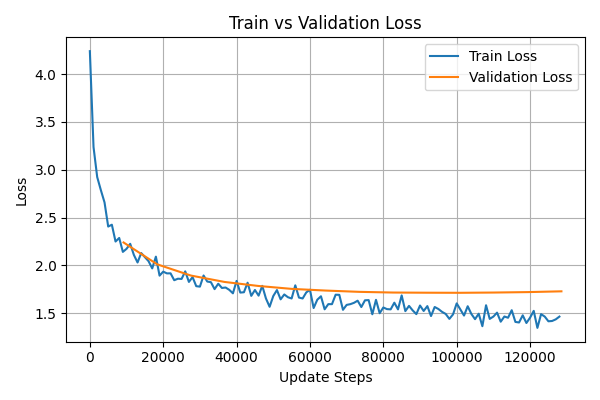 Train vs Validation Loss
Train Loss
Validation Loss
4.0
3.5
3.0
2.5
2.0
1.5
Loss
0 20000 40000 60000 80000 100000 120000
Update Steps